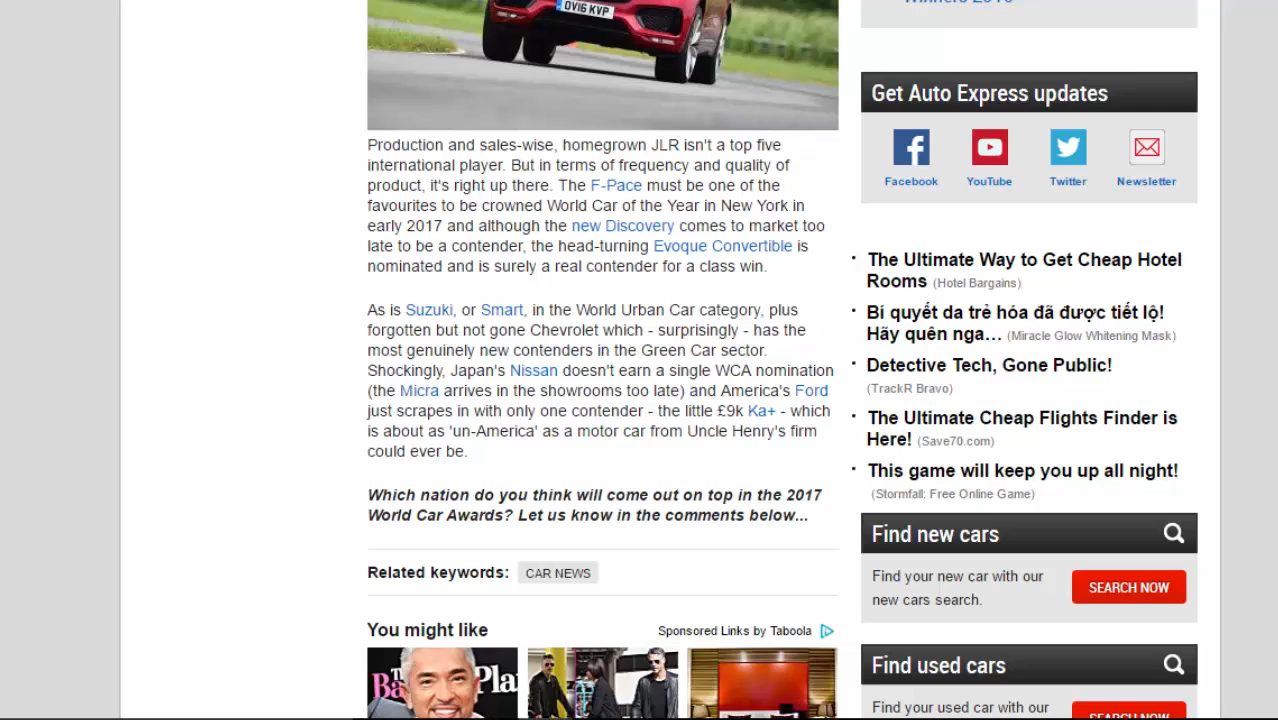 Winners 2016
OV16 KVP
Production and sales-wise, homegrown JLR isn't a top five
international player. But in terms of frequency and quality of
product, it's right up there. The F-Pace must be one of the
favourites to be crowned World Car of the Year in New York in
early 2017 and although the new Discovery comes to market too
late to be a contender, the head-turning Evoque Convertible is
nominated and is surely a real contender for a class win.
As is Suzuki, or Smart, in the World Urban Car category, plus
forgotten but not gone Chevrolet which - surprisingly - has the
most genuinely new contenders in the Green Car sector.
Shockingly, Japan's Nissan doesn't earn a single WCA nomination
(the Micra arrives in the showrooms too late) and America's Ford
just scrapes in with only one contender - the little £9k Ka+ - which
is about as 'un-America' as a motor car from Uncle Henry's firm
could ever be.
Which nation do you think will come out on top in the 2017
World Car Awards? Let us know in the comments below...
Related keywords: CAR NEWS
You might like
Sponsored Links by Taboola
Get Auto Express updates
Facebook
YouTube
Twitter
Newsletter
The Ultimate Way to Get Cheap Hotel
Rooms (Hotel Bargains)
Bí quyết da trẻ hóa đã được tiết lộ!
Hãy quên nga… (Miracle Glow Whitening Mask)
Detective Tech, Gone Public!
(TrackR Bravo)
The Ultimate Cheap Flights Finder is
Here! (Save70.com)
This game will keep you up all night!
(Stormfall: Free Online Game)
Find new cars
Find your new car with our
new cars search.
SEARCH NOW
Find used cars
Find your used car with our
SEARCH NOW